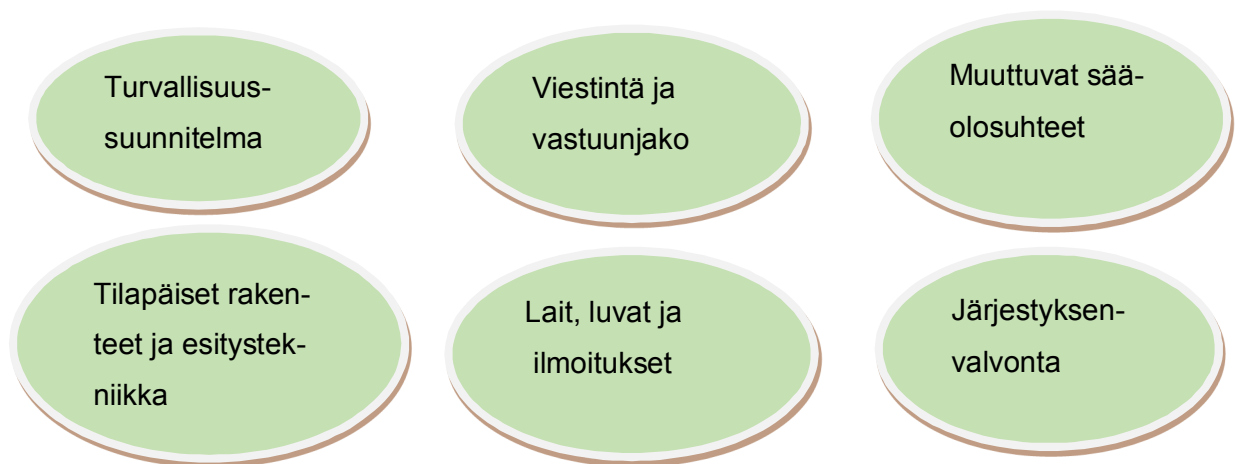 Turvallisuus-
suunnitelma
Viestintä ja
vastuunjako
Muuttuvat sää-
olosuhteet
Tilapäiset raken-
teet ja esitystek-
niikka
Lait, luvat ja
ilmoitukset
Järjestyksen-
valvonta